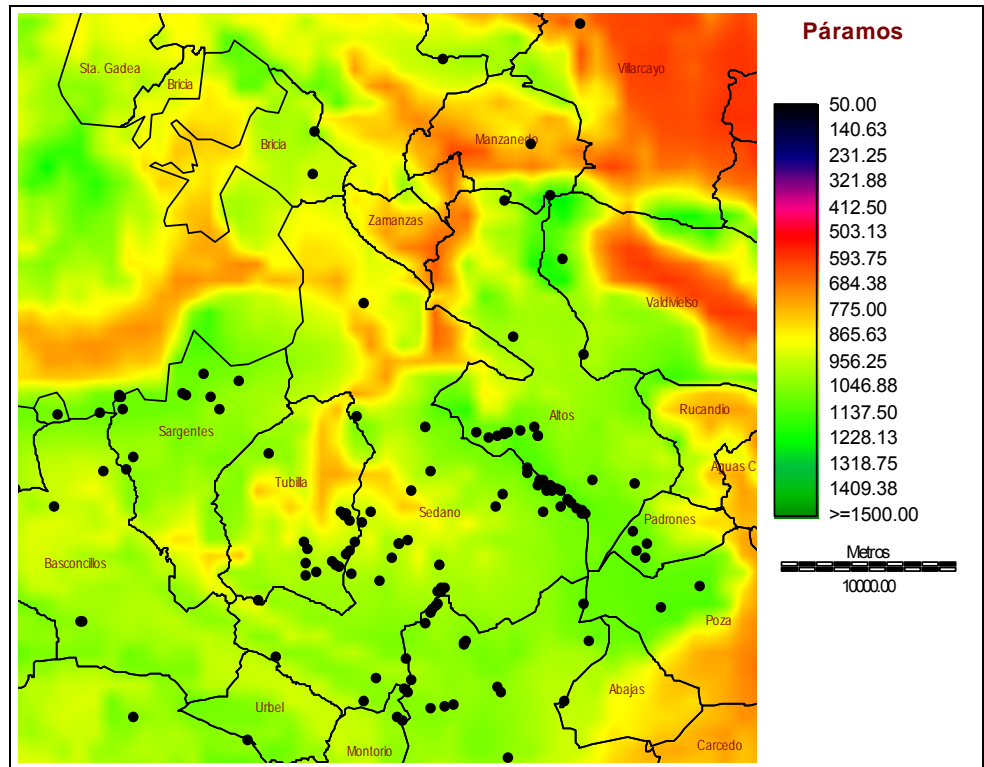 Páramos
Sta. Gadea
Bricia
Villarcayo
Bricia
Manzanedo
Zamanzas
Valdivielso
Rucandio
Altos
Sargentes
Aguas C
Tubilla
Sedano
Padrones
Basconcillos
Poza
Abajas
Urbel
Montorio
Carcedo
50.00
140.63
231.25
321.88
412.50
503.13
593.75
684.38
775.00
865.63
956.25
1046.88
1137.50
1228.13
1318.75
1409.38
>=1500.00
Metros
10000.00